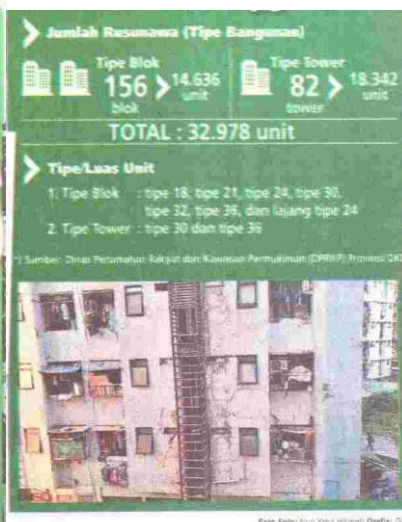 Jumlah Rusunawa (Tipe Bangunan)
Tipe Blok
156 14.636
blok unit
Tipe Tower
82 18.342
tower unit
TOTAL : 32.978 unit
Tipe/Luas Unit
1. Tipe Blok : tipe 18, tipe 21, tipe 24, tipe 30,
tipe 32, tipe 36, dan lajang tipe 24
2. Tipe Tower : tipe 30 dan tipe 36
*) Sumber: Dinas Perumahan Rakyat dan Kawasan Permukiman (DPRKP) Provinsi DKI
Grafis: